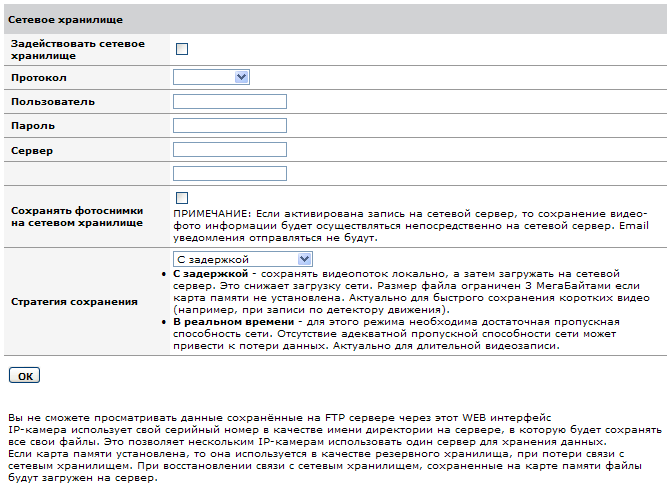 Сетевое хранилище
Задействовать сетевое
хранилище
Протокол
Пользователь
Пароль
Сервер
Сохранять фотоснимки
на сетевом хранилище
ПРИМЕЧАНИЕ: Если активирована запись на сетевой сервер, то сохранение видео-
фото информации будет осуществляться непосредственно на сетевой сервер. Email
уведомления отправляться не будут.
Стратегия сохранения
С задержкой
• С задержкой - сохранять видеопоток локально, а затем загружать на сетевой
сервер. Это снижает загрузку сети. Размер файла ограничен 3 МегаБайтами если
карта памяти не установлена. Актуально для быстрого сохранения коротких видео
(например, при записи по детектору движения).
• В реальном времени - для этого режима необходима достаточная пропускная
способность сети. Отсутствие адекватной пропускной способности сети может
привести к потери данных. Актуально для длительной видеозаписи.
ОК
Вы не сможете просматривать данные сохранённые на FTP сервере через этот WEB интерфейс
IP-камера использует свой серийный номер в качестве имени директории на сервере, в которую будет сохранять
все свои файлы. Это позволяет нескольким IP-камерам использовать один сервер для хранения данных.
Если карта памяти установлена, то она используется в качестве резервного хранилища, при потери связи с
сетевым хранилищем. При восстановлении связи с сетевым хранилищем, сохраненные на карте памяти файлы
будут загружен на сервер.